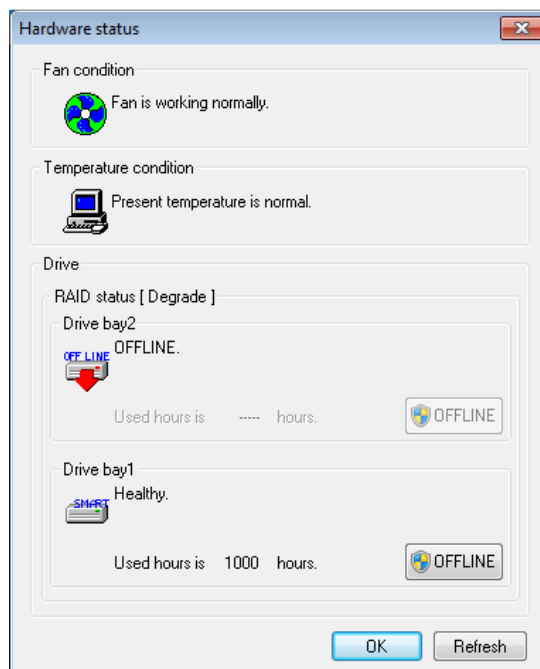 Hardware status
Fan condition
Fan is working normally.
Temperature condition
Present temperature is normal.
Drive
RAID status [ Degrade ]
Drive bay2
OFF LINE
OFFLINE.
Used hours is ----- hours.
OFFLINE
Drive bay1
SMART
Healthy.
Used hours is 1000 hours.
OFFLINE
OK
Refresh